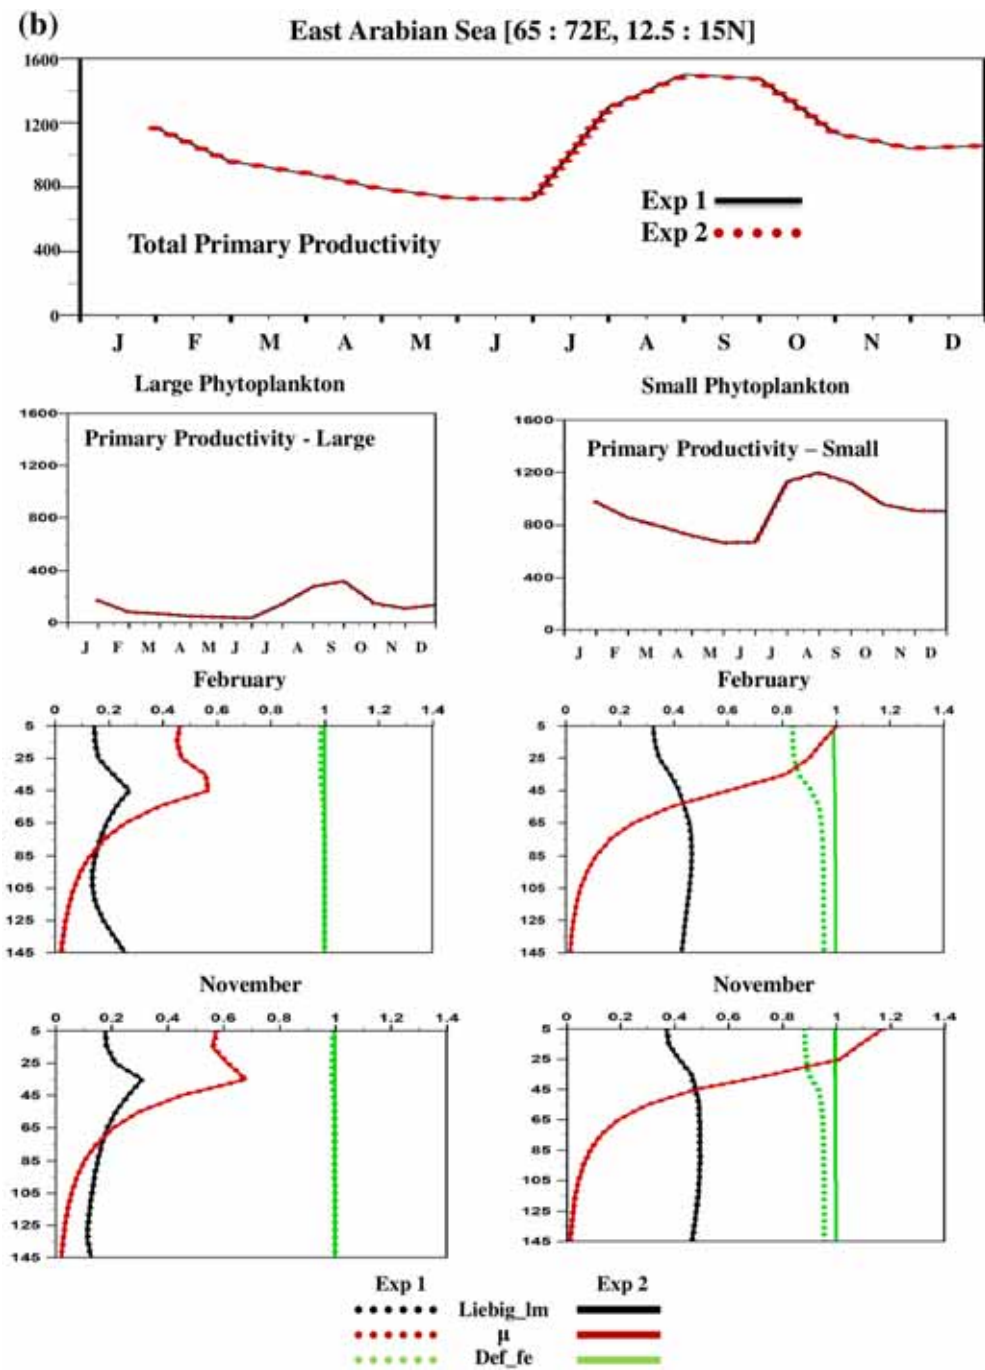 (b)
East Arabian Sea [65 : 72E, 12.5 : 15N]
1600
1200
800
400
0
Exp 1
Exp 2
Total Primary Productivity
J F M A M J J A S O N D
Large Phytoplankton
Small Phytoplankton
1600
1200
800
400
0
Primary Productivity - Large
J F M A M J J A S O N D
1600
1200
800
400
0
Primary Productivity – Small
J F M A M J J A S O N D
February
0 0.2 0.4 0.6 0.8 1 1.2 1.4
5
25
45
65
85
105
125
145
February
0 0.2 0.4 0.6 0.8 1 1.2 1.4
5
25
45
65
85
105
125
145
November
0 0.2 0.4 0.6 0.8 1 1.2 1.4
5
25
45
65
85
105
125
145
November
0 0.2 0.4 0.6 0.8 1 1.2 1.4
5
25
45
65
85
105
125
145
Exp 1 Exp 2
Liebig_lm
μ
Def_fe